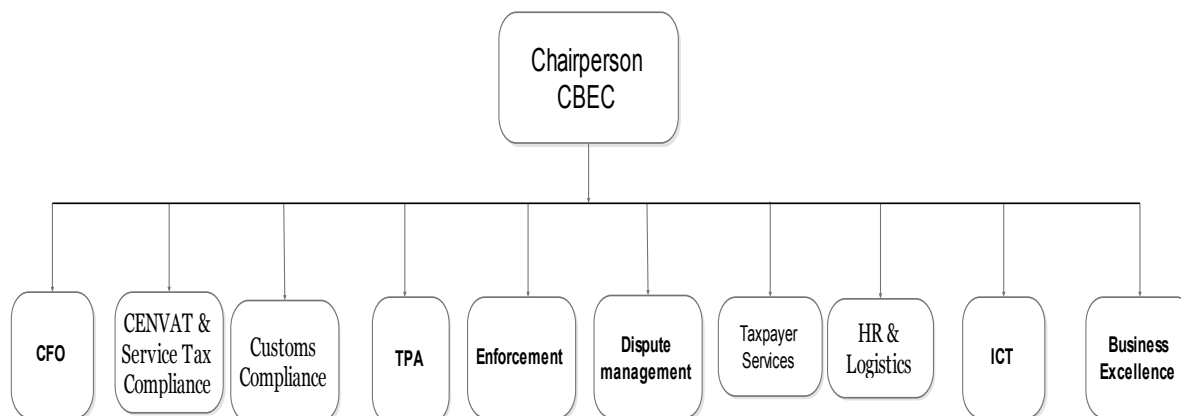 Chairperson
CBEC
CFO
CENVAT &
Service Tax
Compliance
Customs
Compliance
TPA
Enforcement
Dispute
management
Taxpayer
Services
HR &
Logistics
ICT
Business
Excellence